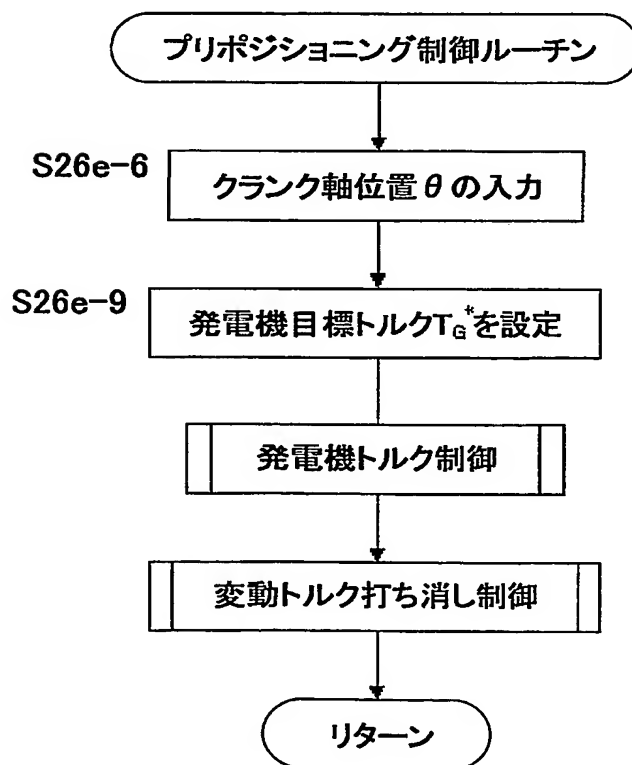 プリポジショニング制御ルーチン
S26e-6
クランク軸位置θの入力
S26e-9
発電機目標トルクTG*を設定
発電機トルク制御
変動トルク打ち消し制御
リターン